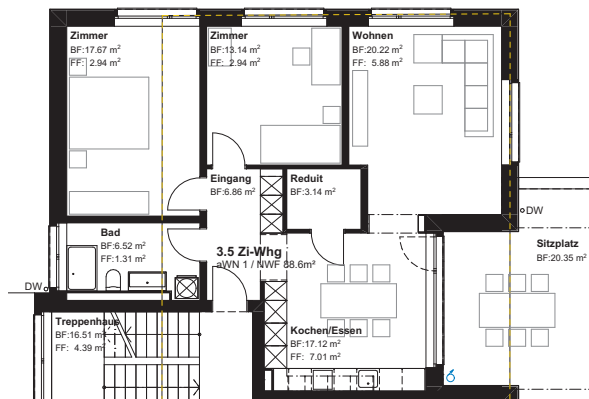 Zimmer
BF:17.67 m²
FF: 2.94 m²
Zimmer
BF:13.14 m²
FF: 2.94 m²
Wohnen
BF:20.22 m²
FF: 5.88 m²
Eingang
BF:6.86 m²
Reduit
BF:3.14 m²
DW
Bad
BF:6.52 m²
FF:1.31 m²
3.5 Zi-Whg
aWN 1 / NWF 88.6m²
Sitzplatz
BF:20.35 m²
DW
Treppenhaus
BF:16.51 m²
FF: 4.39 m²
Kochen/Essen
BF:17.12 m²
FF: 7.01 m²